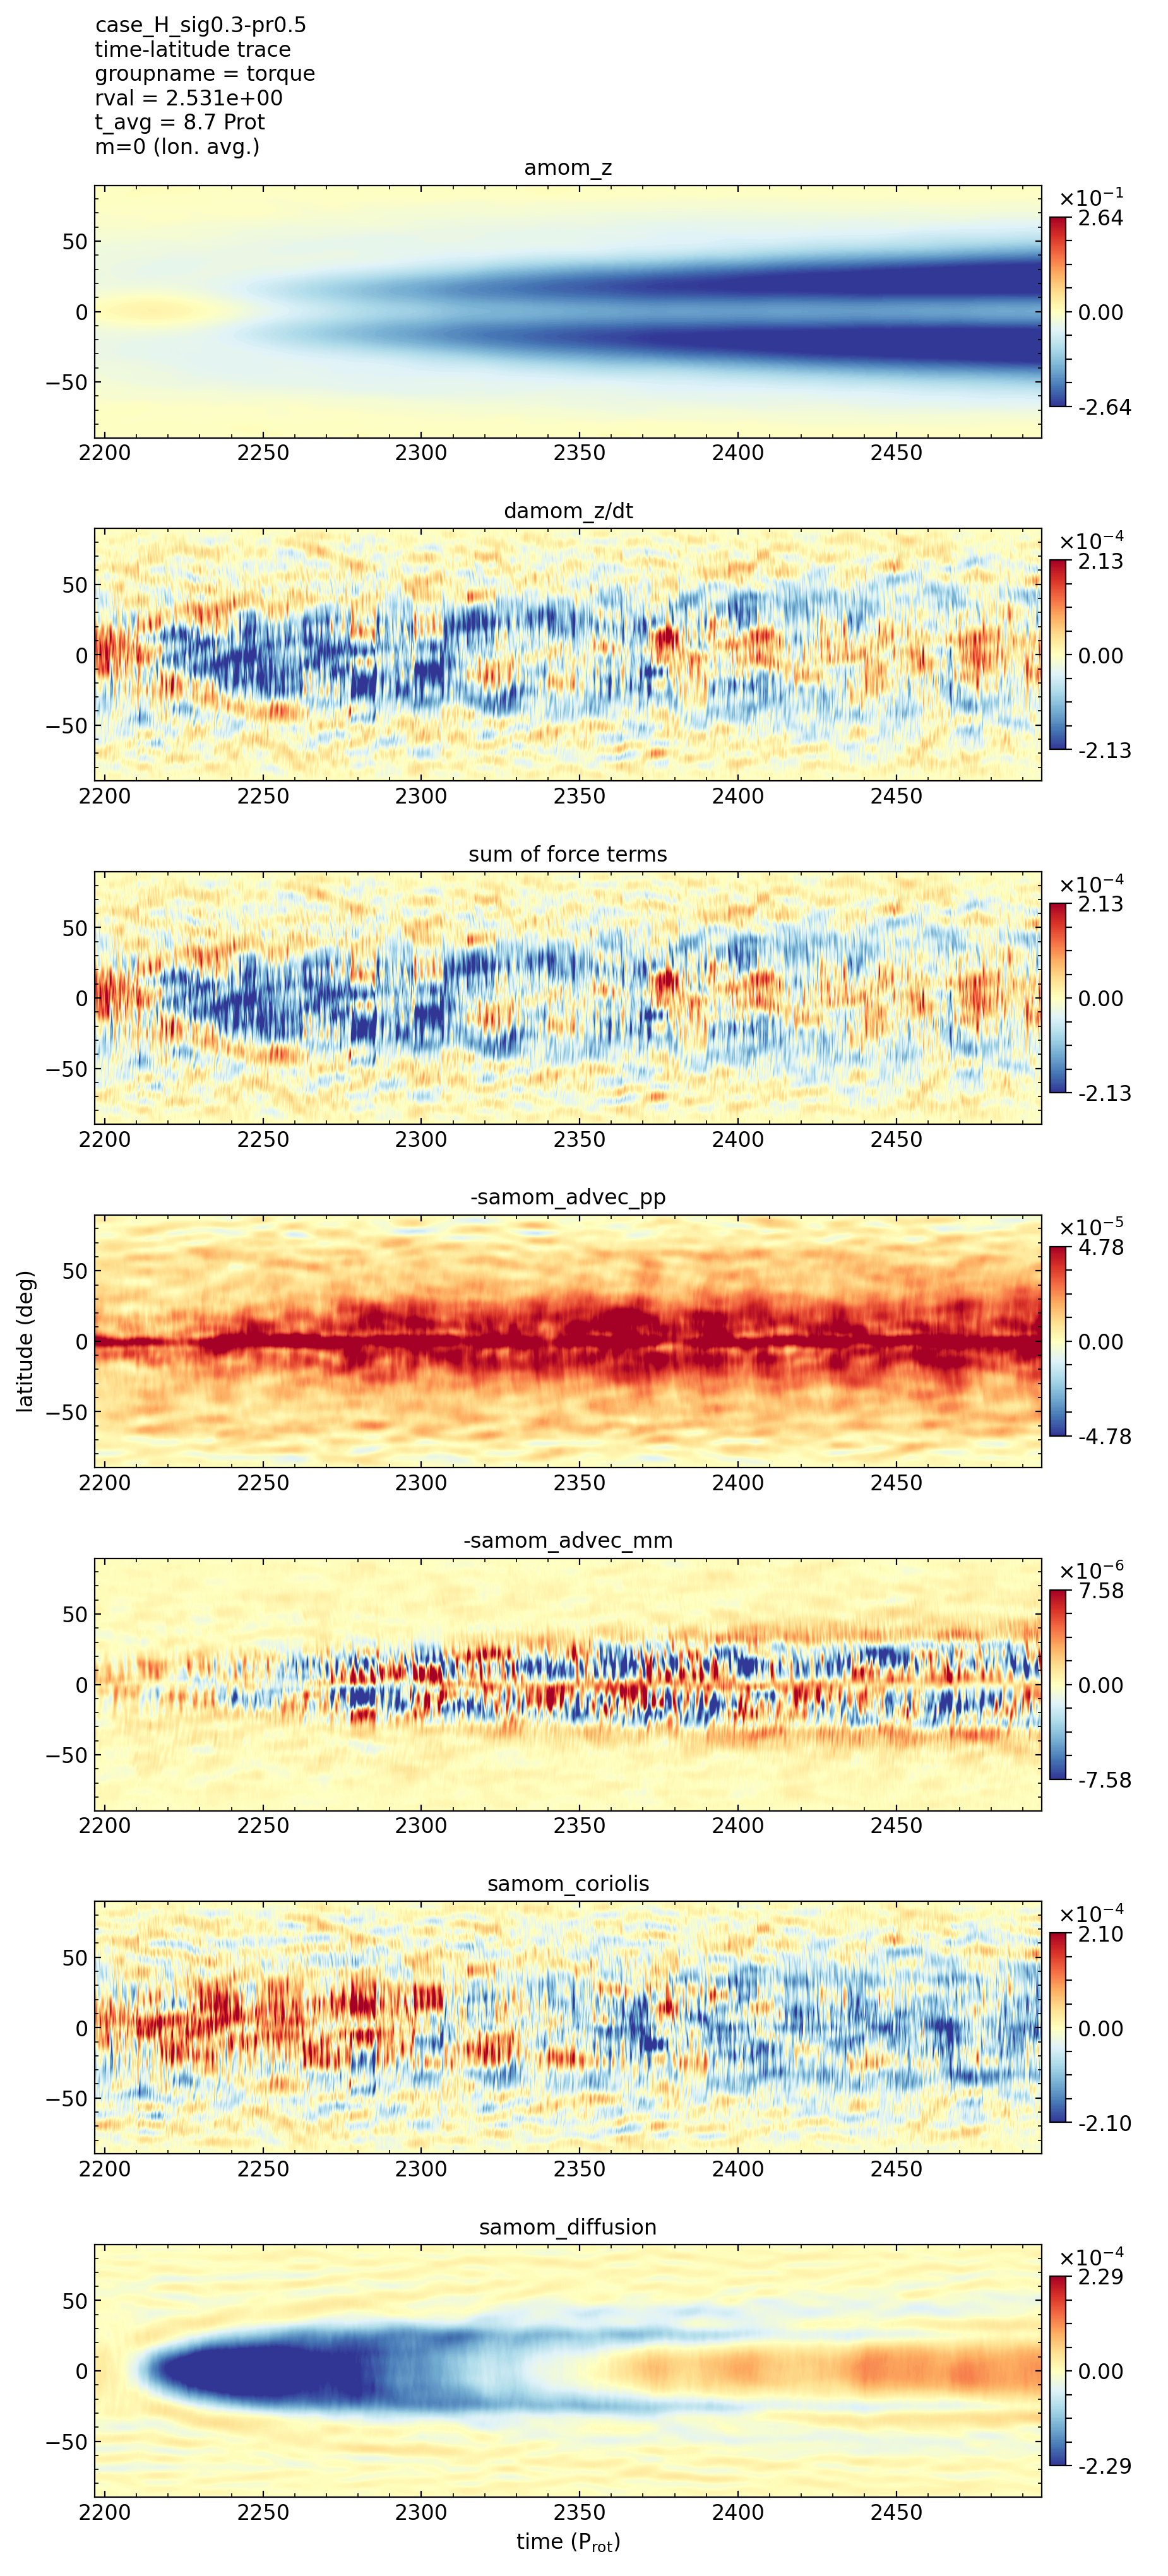 case_H_sig0.3-pr0.5
time-latitude trace
groupname = torque
rval = 2.531e+00
t_avg = 8.7 Prot
m=0 (lon. avg.)
amom_z
×10⁻¹
2.64
0.00
-2.64
50
0
−50
2200 2250 2300 2350 2400 2450
damom_z/dt
×10⁻⁴
2.13
0.00
-2.13
50
0
−50
2200 2250 2300 2350 2400 2450
sum of force terms
×10⁻⁴
2.13
0.00
-2.13
50
0
−50
2200 2250 2300 2350 2400 2450
-samom_advec_pp
×10⁻⁵
4.78
0.00
-4.78
latitude (deg)
50
0
−50
2200 2250 2300 2350 2400 2450
-samom_advec_mm
×10⁻⁶
7.58
0.00
-7.58
50
0
−50
2200 2250 2300 2350 2400 2450
samom_coriolis
×10⁻⁴
2.10
0.00
-2.10
50
0
−50
2200 2250 2300 2350 2400 2450
samom_diffusion
×10⁻⁴
2.29
0.00
-2.29
50
0
−50
2200 2250 2300 2350 2400 2450
time (P_rot)